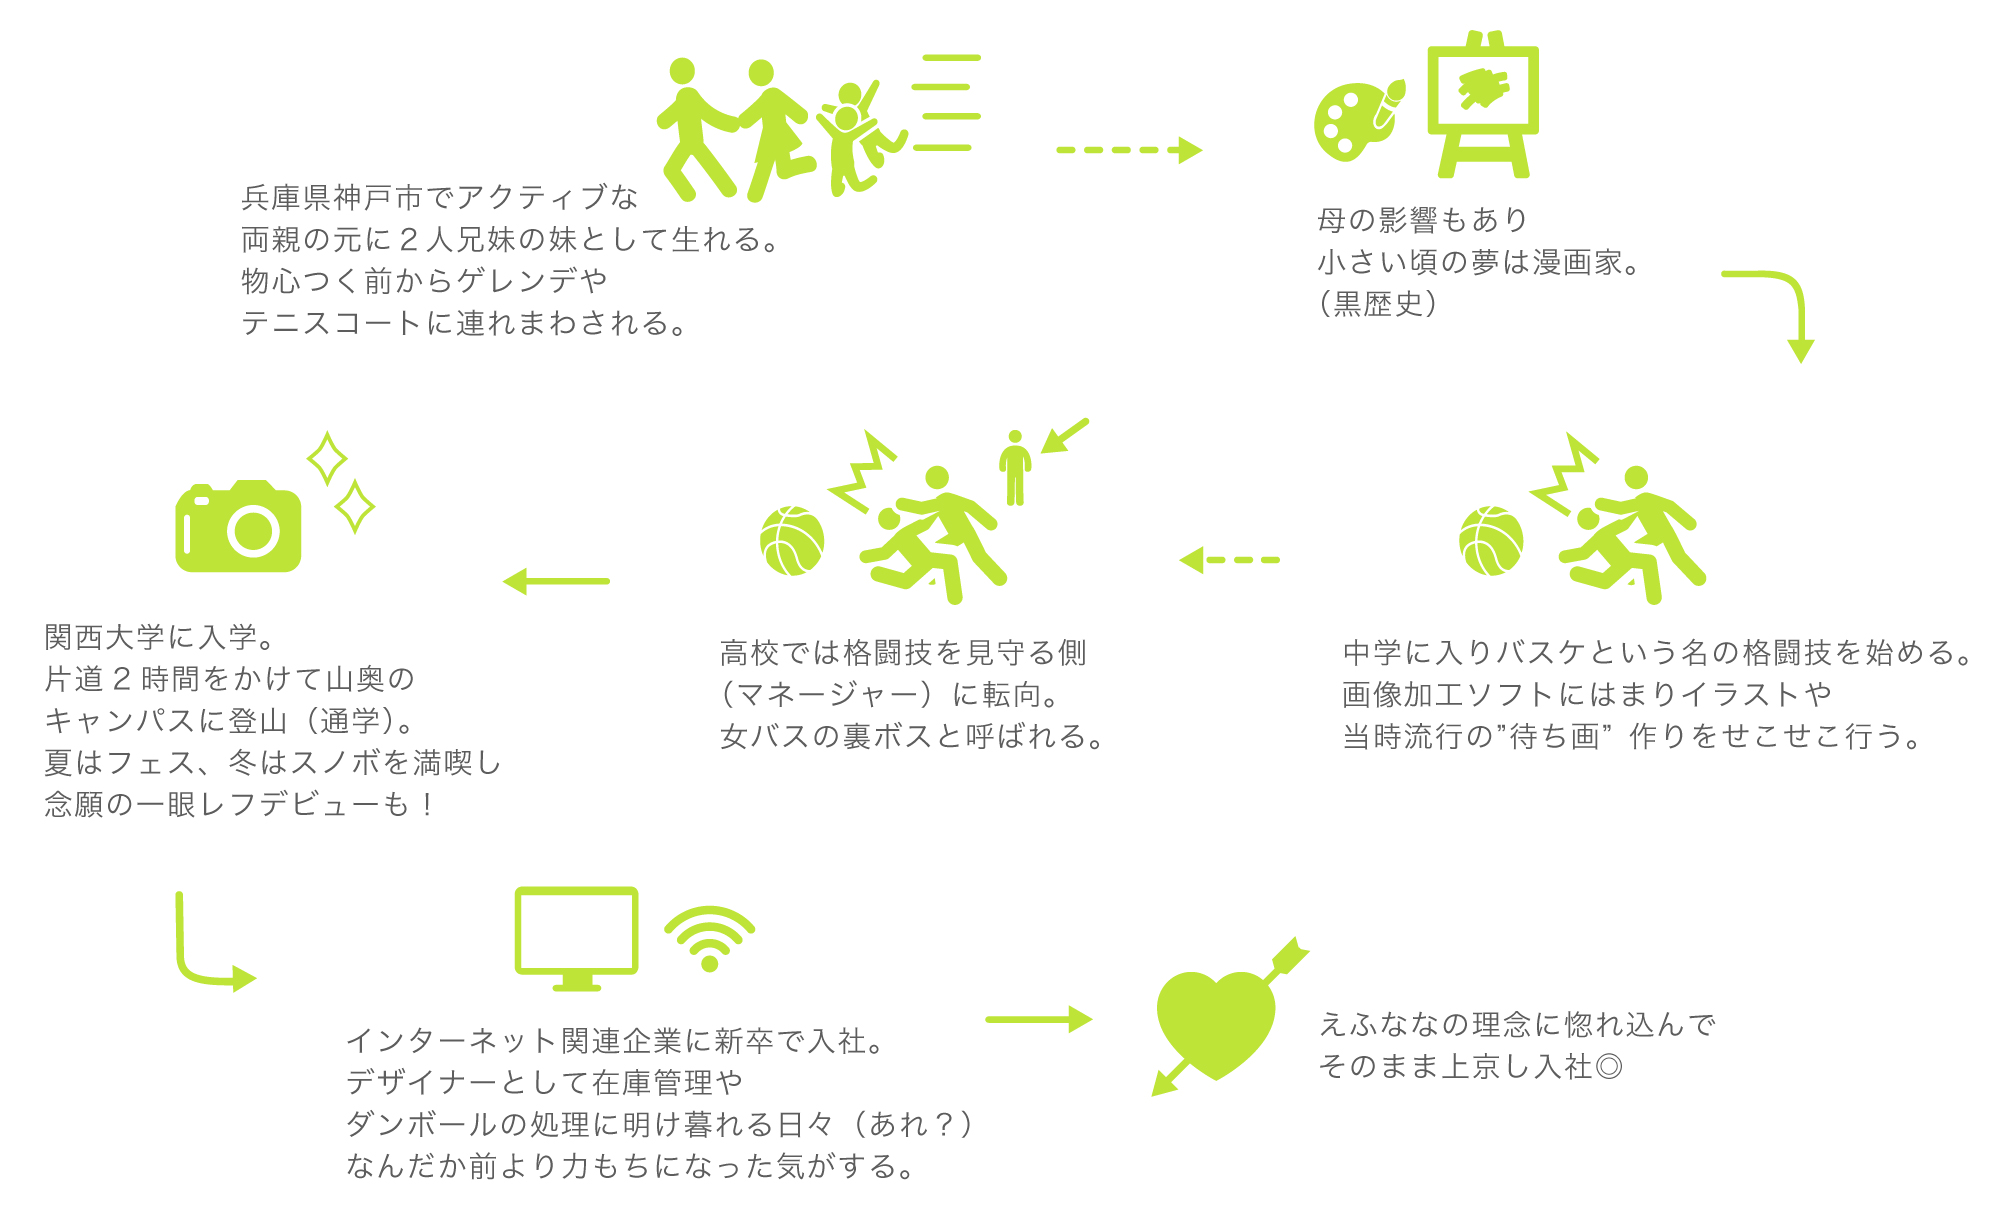 兵庫県神戸市でアクティブな
両親の元に２人兄妹の妹として生れる。
物心つく前からゲレンデや
テニスコートに連れまわされる。
母の影響もあり
小さい頃の夢は漫画家。
（黒歴史）
中学に入りバスケという名の格闘技を始める。
画像加工ソフトにはまりイラストや
当時流行の”待ち画”作りをせこせこ行う。
高校では格闘技を見守る側
（マネージャー）に転向。
女バスの裏ボスと呼ばれる。
関西大学に入学。
片道２時間をかけて山奥の
キャンパスに登山（通学）。
夏はフェス、冬はスノボを満喫し
念願の一眼レフデビューも！
インターネット関連企業に新卒で入社。
デザイナーとして在庫管理や
ダンボールの処理に明け暮れる日々（あれ？）
なんだか前より力もちになった気がする。
えふななの理念に惚れ込んで
そのまま上京し入社◎